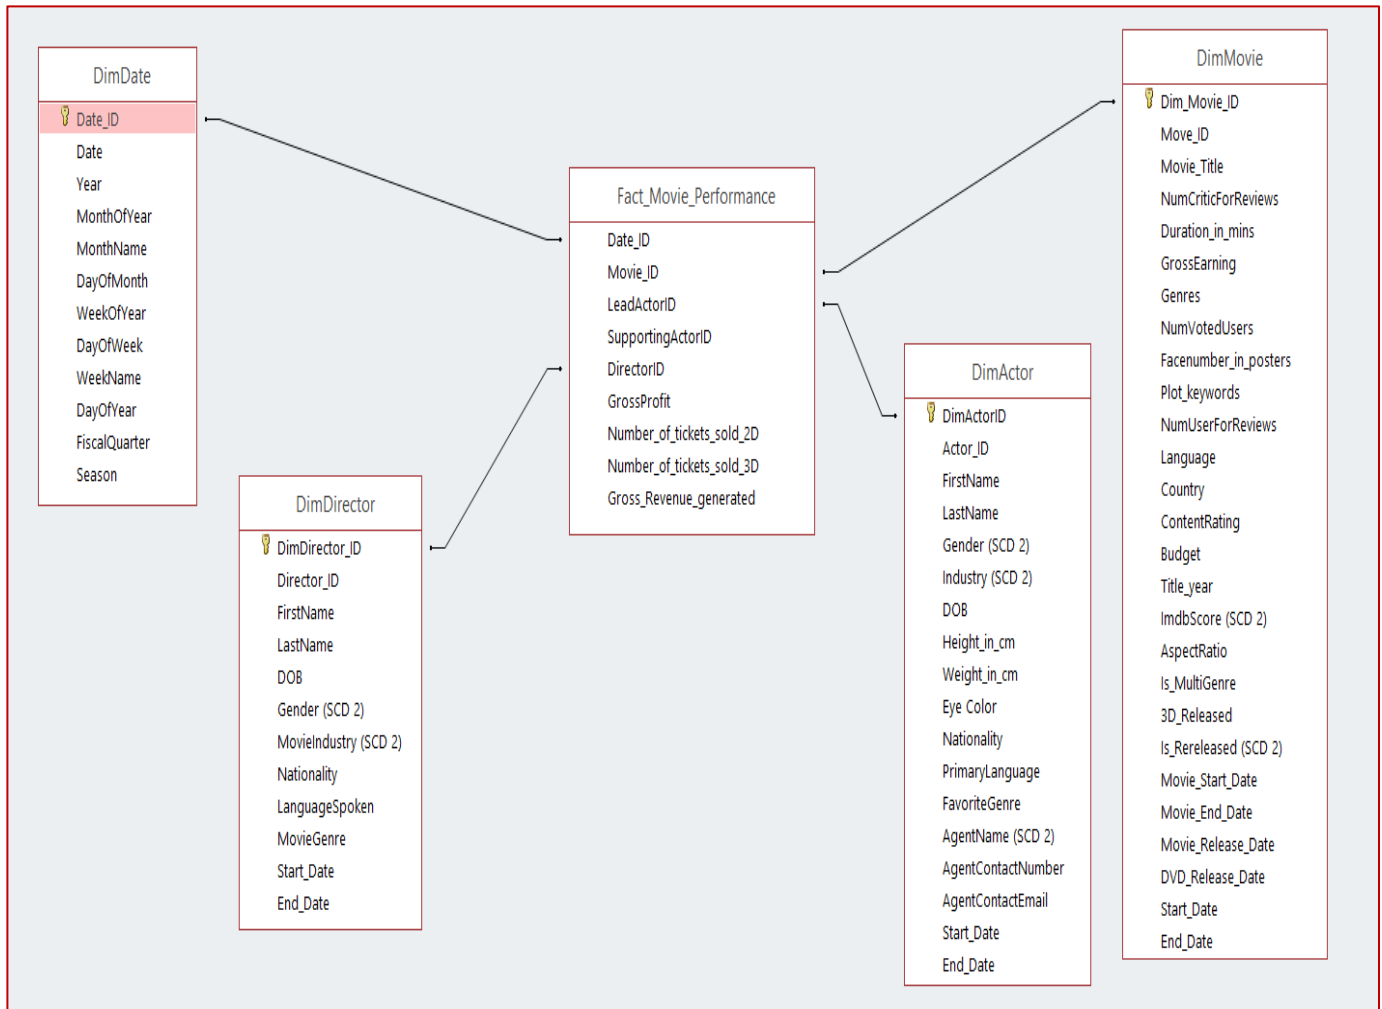 DimDate
Date_ID
Date
Year
MonthOfYear
MonthName
DayOfMonth
WeekOfYear
DayOfWeek
WeekName
DayOfYear
FiscalQuarter
Season
DimDirector
DimDirector_ID
Director_ID
FirstName
LastName
DOB
Gender (SCD 2)
MovieIndustry (SCD 2)
Nationality
LanguageSpoken
MovieGenre
Start_Date
End_Date
Fact_Movie_Performance
Date_ID
Movie_ID
LeadActorID
SupportingActorID
DirectorID
GrossProfit
Number_of_tickets_sold_2D
Number_of_tickets_sold_3D
Gross_Revenue_generated
DimActor
DimActorID
Actor_ID
FirstName
LastName
Gender (SCD 2)
Industry (SCD 2)
DOB
Height_in_cm
Weight_in_cm
Eye Color
Nationality
PrimaryLanguage
FavoriteGenre
AgentName (SCD 2)
AgentContactNumber
AgentContactEmail
Start_Date
End_Date
DimMovie
Dim_Movie_ID
Move_ID
Movie_Title
NumCriticForReviews
Duration_in_mins
GrossEarning
Genres
NumVotedUsers
Facenumber_in_posters
Plot_keywords
NumUserForReviews
Language
Country
ContentRating
Budget
Title_year
ImdbScore (SCD 2)
AspectRatio
Is_MultiGenre
3D_Released
Is_Rereleased (SCD 2)
Movie_Start_Date
Movie_End_Date
Movie_Release_Date
DVD_Release_Date
Start_Date
End_Date